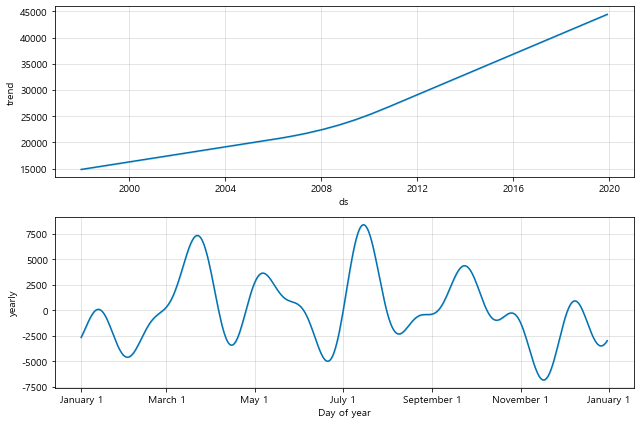 45000
40000
35000
30000
25000
20000
15000
trend
2000 2004 2008 2012 2016 2020
ds
7500
5000
2500
0
-2500
-5000
-7500
yearly
January 1 March 1 May 1 July 1 September 1 November 1 January 1
Day of year